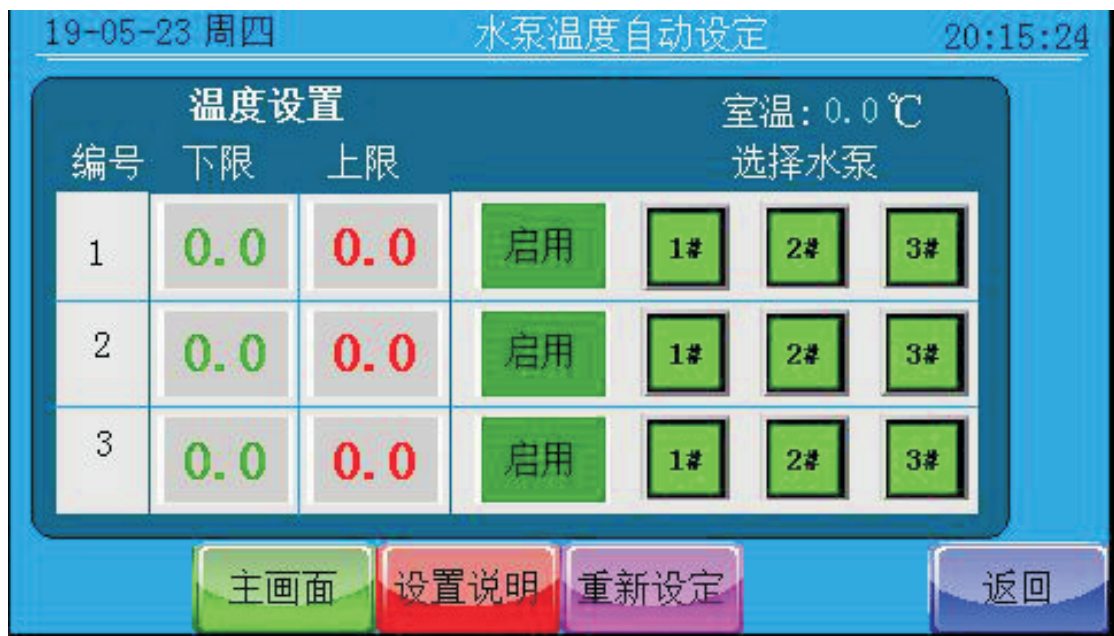 19-05-23 周四 水泵温度自动设定 20:15:24
温度设置 室温:0.0℃
编号 下限 上限 选择水泵
1 0.0 0.0 启用 1# 2# 3#
2 0.0 0.0 启用 1# 2# 3#
3 0.0 0.0 启用 1# 2# 3#
主画面 设置说明 重新设定 返回